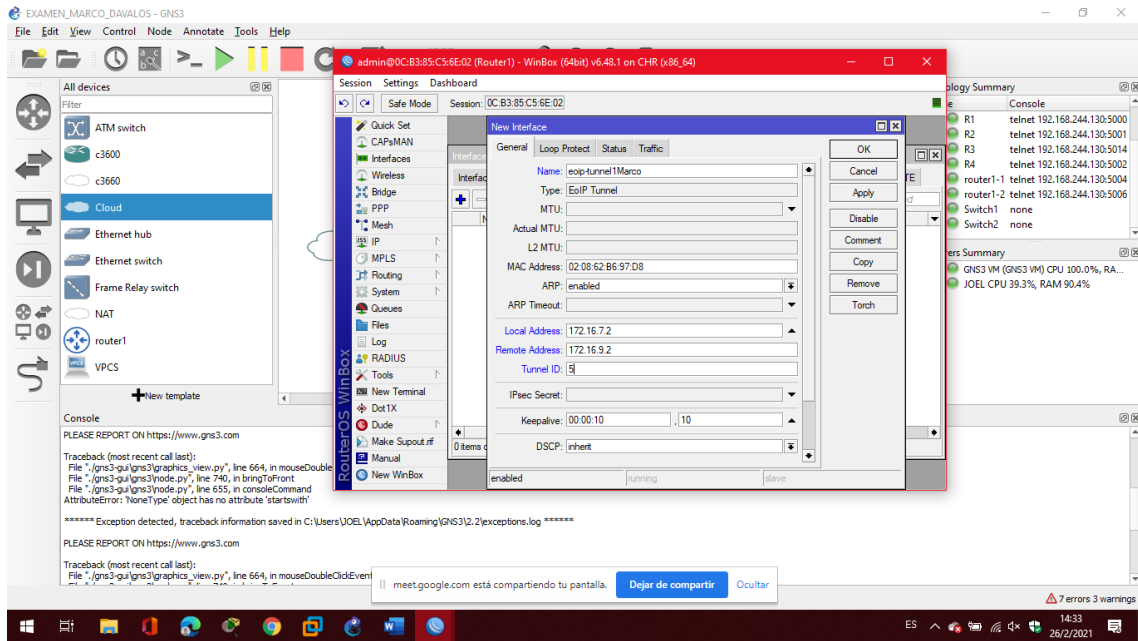 EXAMEN_MARCO_DAVALOS - GNS3
File Edit View Control Node Annotate Tools Help
admin@0C:B3:85:C5:6E:02 (Router1) - WinBox (64bit) v6.48.1 on CHR (x86_64)
Session Settings Dashboard
Safe Mode Session: 0C:B3:85:C5:6E:02
All devices
Filter
ATM switch
c3600
c3660
Cloud
Ethernet hub
Ethernet switch
Frame Relay switch
NAT
router1
VPCS
New template
RouterOS WinBox
Quick Set
CAPsMAN
Interfaces
Wireless
Bridge
PPP
Mesh
IP
MPLS
Routing
System
Queues
Files
Log
RADIUS
Tools
New Terminal
Dot1X
Dude
Make Supout.rif
Manual
New WinBox
Interface
Interfac
0 items
New Interface
General Loop Protect Status Traffic
Name: eoip-tunnel1Marco
Type: EoIP Tunnel
MTU:
Actual MTU:
L2 MTU:
MAC Address: 02:08:62:B6:97:D8
ARP: enabled
ARP Timeout:
Local Address: 172.16.7.2
Remote Address: 172.16.9.2
Tunnel ID: 5
IPsec Secret:
Keepalive: 00:00:10 , 10
DSCP: inherit
enabled running slave
OK
Cancel
Apply
Disable
Comment
Copy
Remove
Torch
TE
ology Summary
e Console
R1 telnet 192.168.244.130:5000
R2 telnet 192.168.244.130:5001
R3 telnet 192.168.244.130:5014
R4 telnet 192.168.244.130:5002
router1-1 telnet 192.168.244.130:5004
router1-2 telnet 192.168.244.130:5006
Switch1 none
Switch2 none
ers Summary
GNS3 VM (GNS3 VM) CPU 100.0%, RA...
JOEL CPU 39.3%, RAM 90.4%
Console
PLEASE REPORT ON https://www.gns3.com
Traceback (most recent call last):
File "./gns3-gui\gns3\graphics_view.py", line 664, in mouseDouble
File "./gns3-gui\gns3\node.py", line 740, in bringToFront
File "./gns3-gui\gns3\node.py", line 655, in consoleCommand
AttributeError: 'NoneType' object has no attribute 'startswith'
****** Exception detected, traceback information saved in C:\Users\JOEL\AppData\Roaming\GNS3\2.2\exceptions.log ******
PLEASE REPORT ON https://www.gns3.com
Traceback (most recent call last):
File "./gns3-gui\gns3\graphics_view.py", line 664, in mouseDoubleClickEvent
meet.google.com está compartiendo tu pantalla. Dejar de compartir Ocultar
7 errors 3 warnings
ES 14:33
26/2/2021